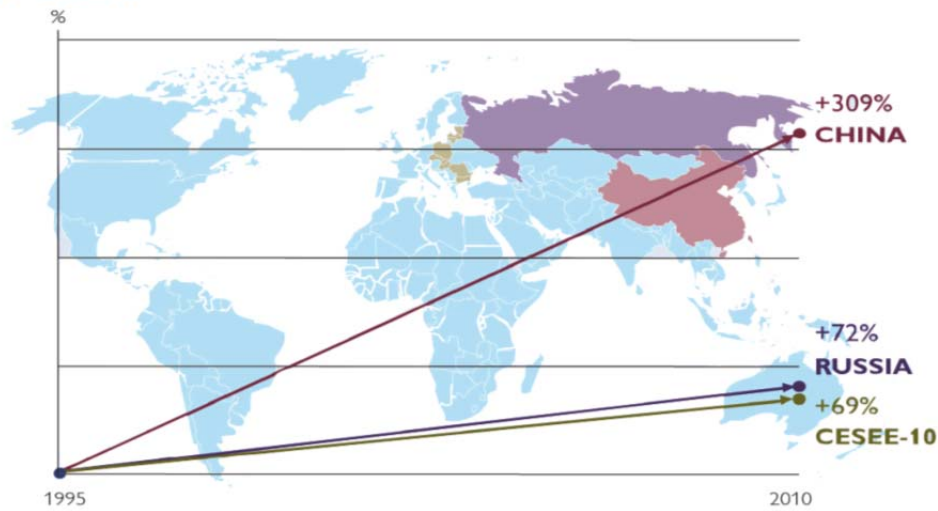 %
+309%
CHINA
+72%
RUSSIA
+69%
CESEE-10
1995
2010